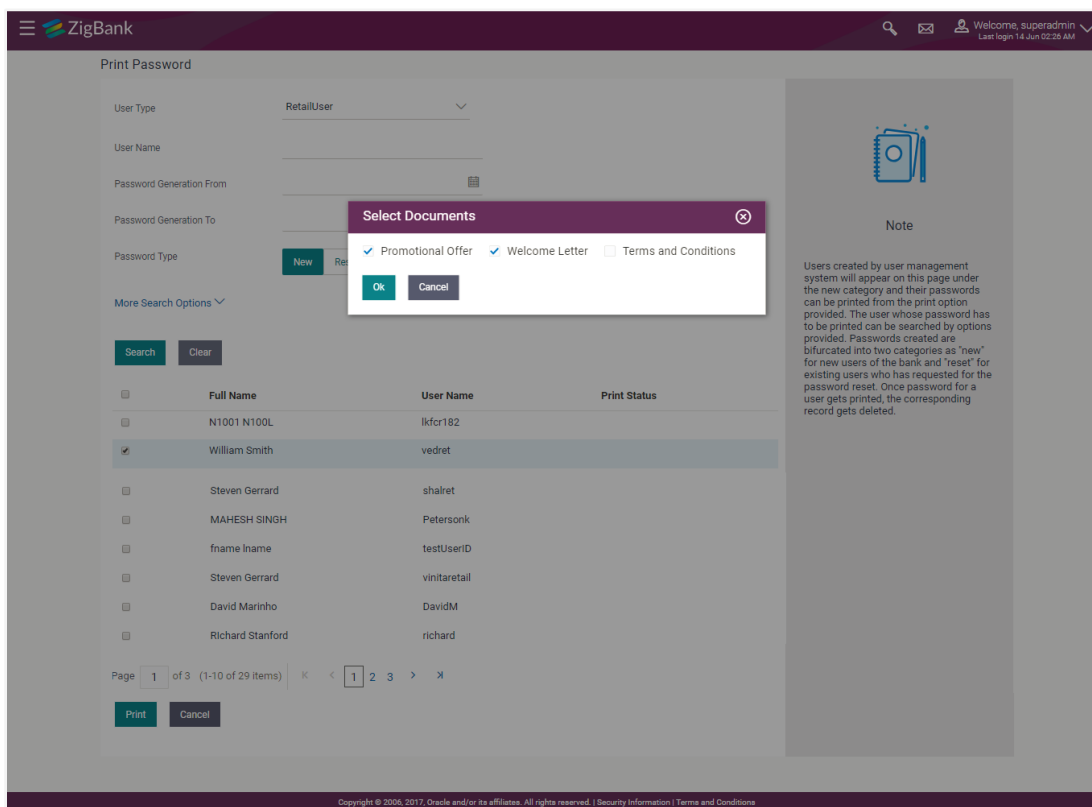 ZigBank
Welcome, superadmin
Last login 14 Jun 02:26 AM
Print Password
User Type RetailUser
User Name
Password Generation From
Password Generation To
Select Documents
Promotional Offer Welcome Letter Terms and Conditions
Ok Cancel
Password Type New
More Search Options
Search Clear
Full Name User Name Print Status
N1001 N100L lkfcr182
William Smith vedret
Steven Gerrard shalret
MAHESH SINGH Petersonk
fname lname testUserID
Steven Gerrard vinitaretail
David Marinho DavidM
RIchard Stanford richard
Page 1 of 3 (1-10 of 29 items) K < 1 2 3 > >|
Print Cancel
Note
Users created by user management
system will appear on this page under
the new category and their passwords
can be printed from the print option
provided. The user whose password has
to be printed can be searched by options
provided. Passwords created are
bifurcated into two categories as "new"
for new users of the bank and "reset" for
existing users who has requested for the
password reset. Once password for a
user gets printed, the corresponding
record gets deleted.
Copyright © 2006, 2017, Oracle and/or its affiliates. All rights reserved. | Security Information | Terms and Conditions